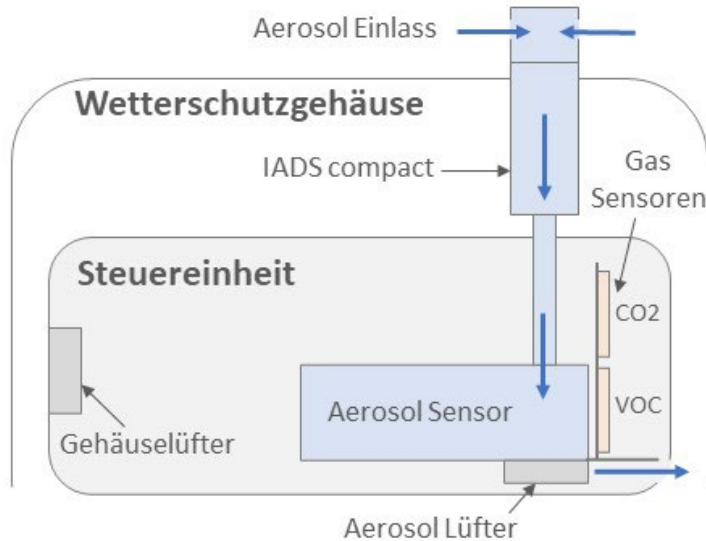 Aerosol Einlass
Wetterschutzgehäuse
IADS compact
Gas
Sensoren
Steuereinheit
CO2
Aerosol Sensor
VOC
Gehäuselüfter
Aerosol Lüfter